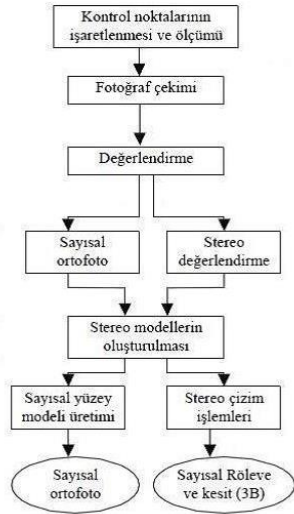 Kontrol noktalarının
işaretlenmesi ve ölçümü
Fotoğraf çekimi
Değerlendirme
Sayısal
ortofoto
Stereo
değerlendirme
Stereo modellerin
oluşturulması
Sayısal yüzey
modeli üretimi
Stereo çizim
işlemleri
Sayısal
ortofoto
Sayısal Röleve
ve kesit (3B)